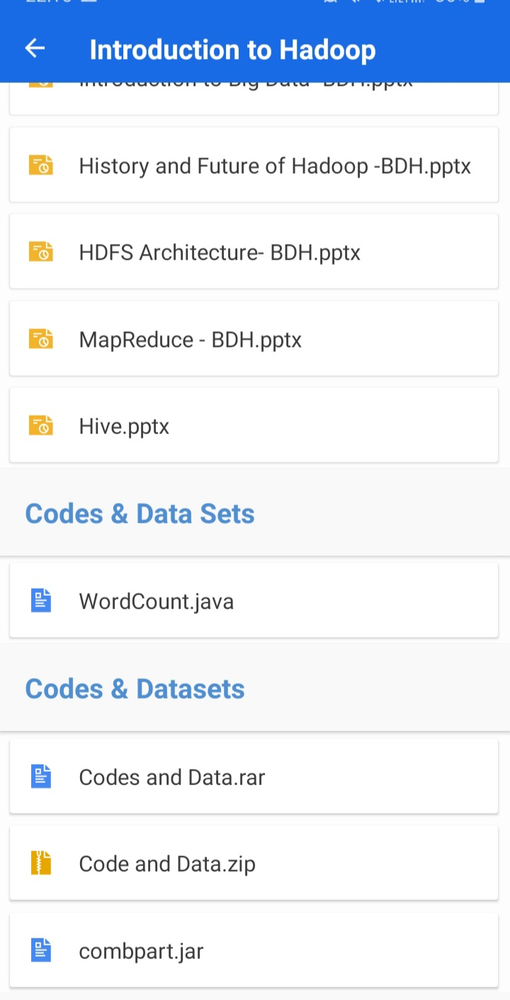 Introduction to Hadoop
Introduction to Big Data- BDH.pptx
History and Future of Hadoop -BDH.pptx
HDFS Architecture- BDH.pptx
MapReduce - BDH.pptx
Hive.pptx
Codes & Data Sets
WordCount.java
Codes & Datasets
Codes and Data.rar
Code and Data.zip
combpart.jar